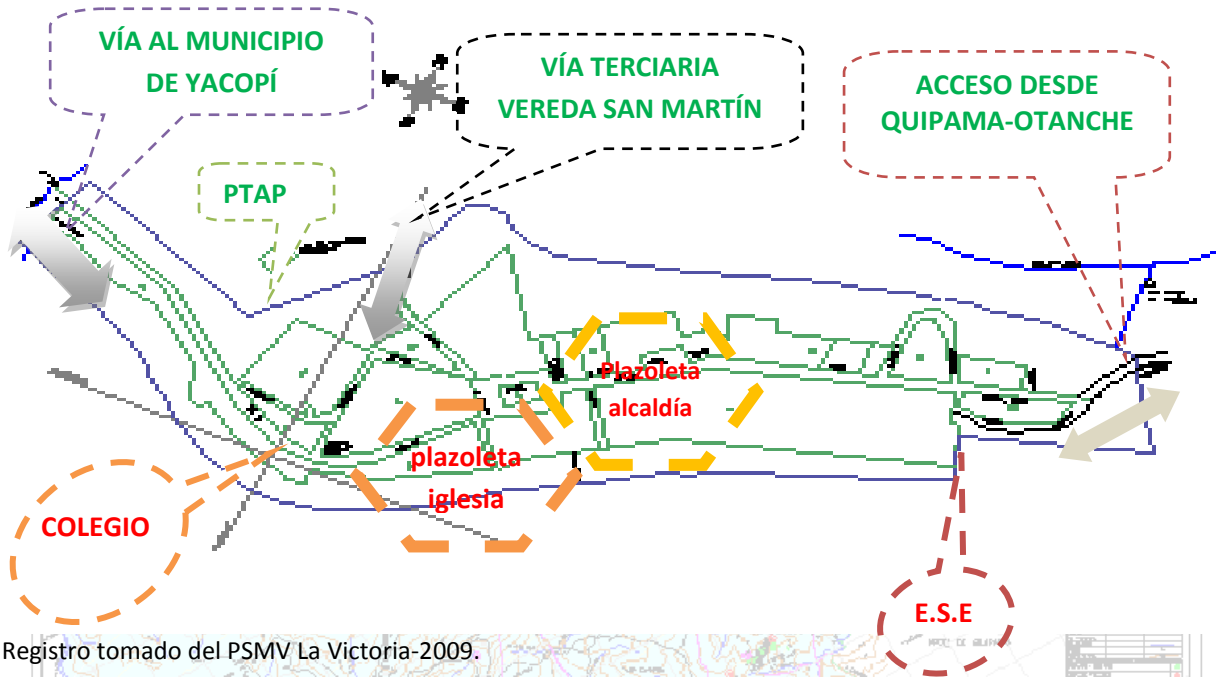 VÍA AL MUNICIPIO
DE YACOPÍ
VÍA TERCIARIA
VEREDA SAN MARTÍN
ACCESO DESDE
QUIPAMA-OTANCHE
PTAP
Plazoleta
alcaldía
plazoleta
iglesia
COLEGIO
E.S.E
Registro tomado del PSMV La Victoria-2009.